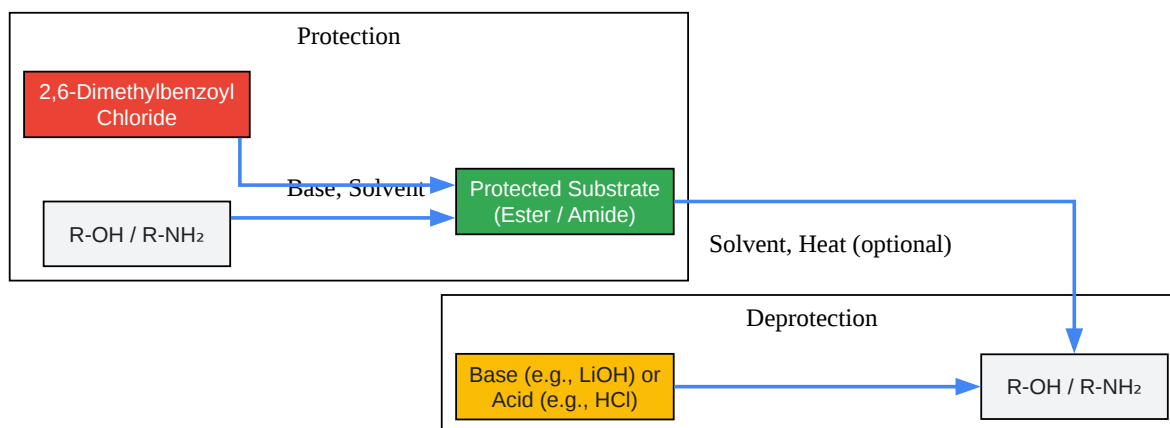 Protection
2,6-Dimethylbenzoyl
Chloride
Base, Solvent
R-OH / R-NH₂
Protected Substrate
(Ester / Amide)
Solvent, Heat (optional)
Deprotection
Base (e.g., LiOH) or
Acid (e.g., HCl)
R-OH / R-NH₂